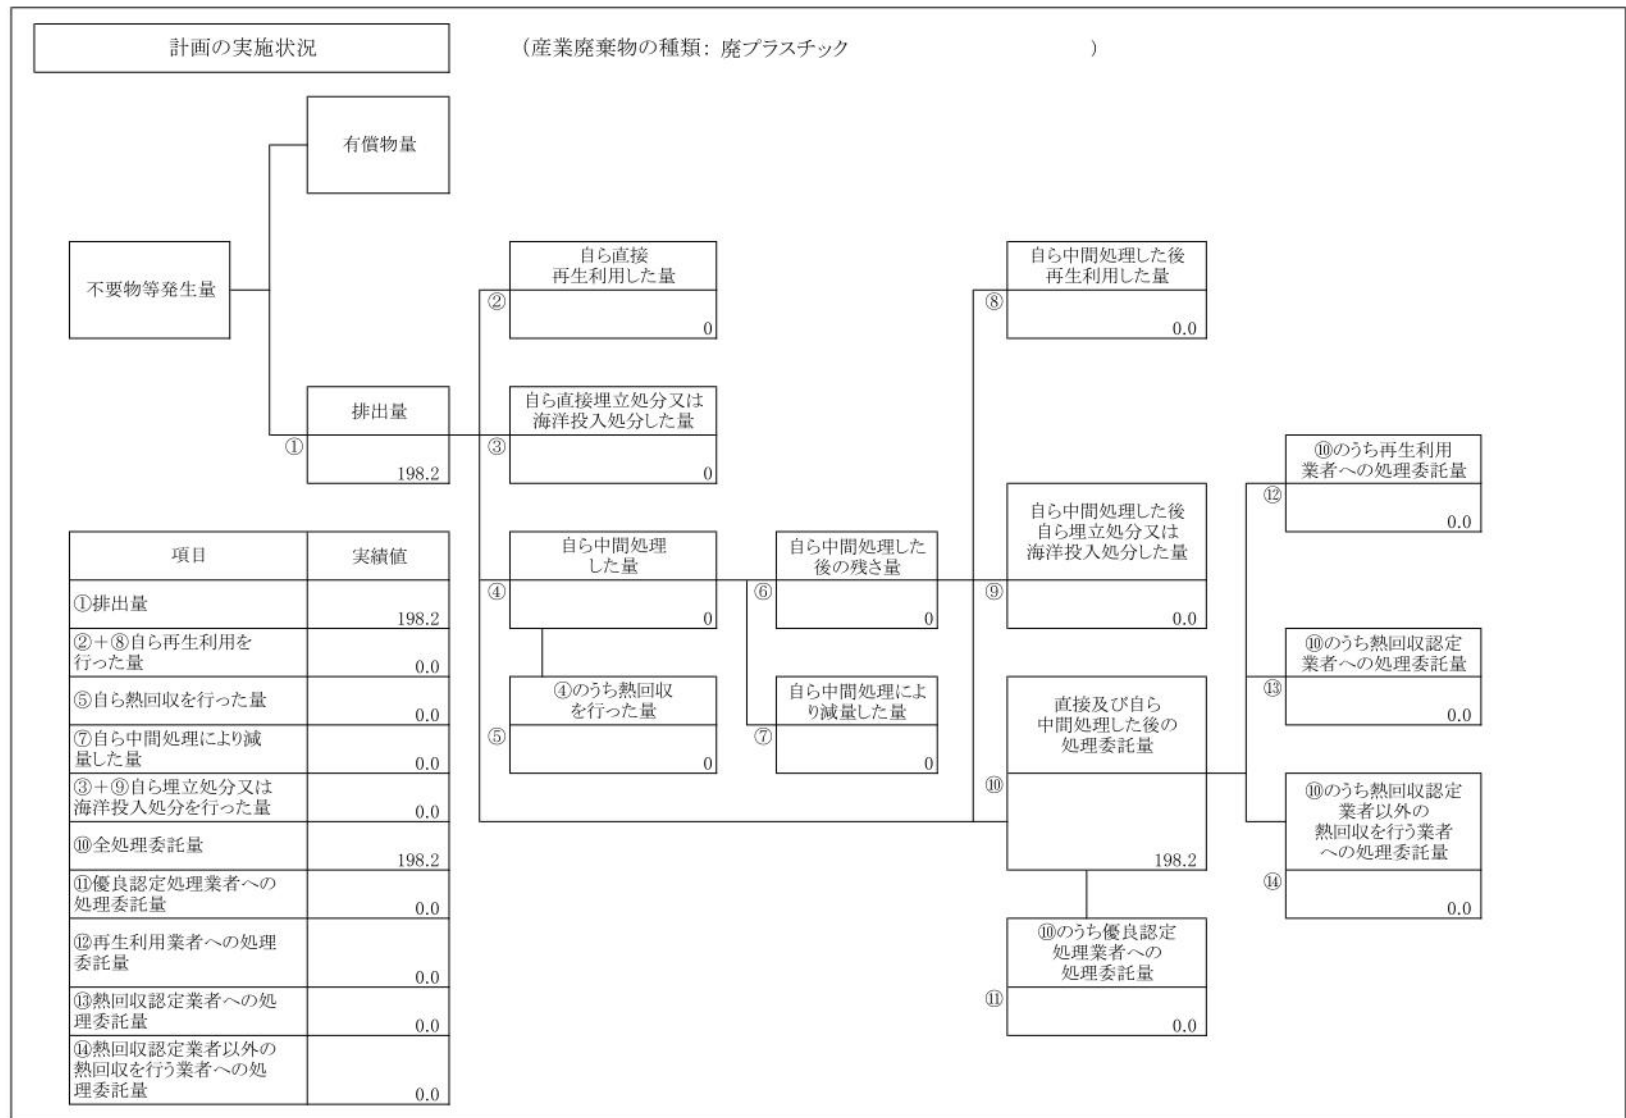 計画の実施状況
(産業廃棄物の種類: 廃プラスチック )
有償物量
不要物等発生量
排出量
①
198.2
自ら直接
再生利用した量
②
0
自ら直接埋立処分又は
海洋投入処分した量
③
0
自ら中間処理
した量
④
0
④のうち熱回収
を行った量
⑤
0
自ら中間処理した
後の残さ量
⑥
0
自ら中間処理によ
り減量した量
⑦
0
自ら中間処理した後
再生利用した量
⑧
0.0
自ら中間処理した後
自ら埋立処分又は
海洋投入処分した量
⑨
0.0
直接及び自ら
中間処理した後の
処理委託量
⑩
198.2
⑩のうち優良認定
処理業者への
処理委託量
⑪
0.0
⑩のうち再生利用
業者への処理委託量
⑫
0.0
⑩のうち熱回収認定
業者への処理委託量
⑬
0.0
⑩のうち熱回収認定
業者以外の
熱回収を行う業者
への処理委託量
⑭
0.0
項目 実績値
①排出量
198.2
②+⑧自ら再生利用を
行った量
0.0
⑤自ら熱回収を行った量
0.0
⑦自ら中間処理により減
量した量
0.0
③+⑨自ら埋立処分又は
海洋投入処分を行った量
0.0
⑩全処理委託量
198.2
⑪優良認定処理業者への
処理委託量
0.0
⑫再生利用業者への処理
委託量
0.0
⑬熱回収認定業者への処
理委託量
0.0
⑭熱回収認定業者以外の
熱回収を行う業者への処
理委託量
0.0